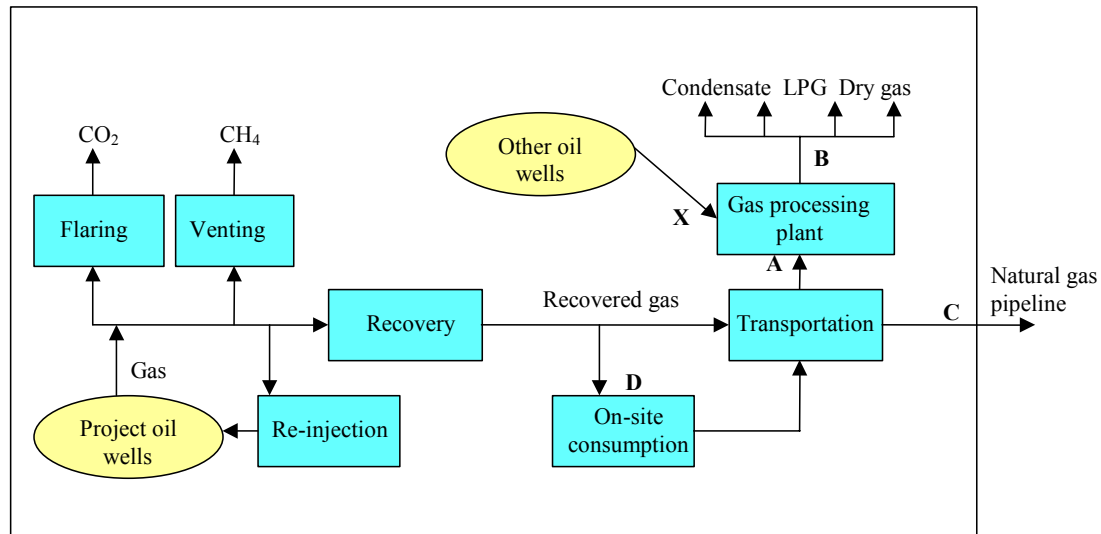 Condensate LPG Dry gas
CO₂
CH₄
Other oil
wells
B
Flaring
Venting
X
Gas processing
plant
A
Natural gas
pipeline
Recovered gas
Recovery
Transportation
C
Gas
D
Project oil
wells
Re-injection
On-site
consumption